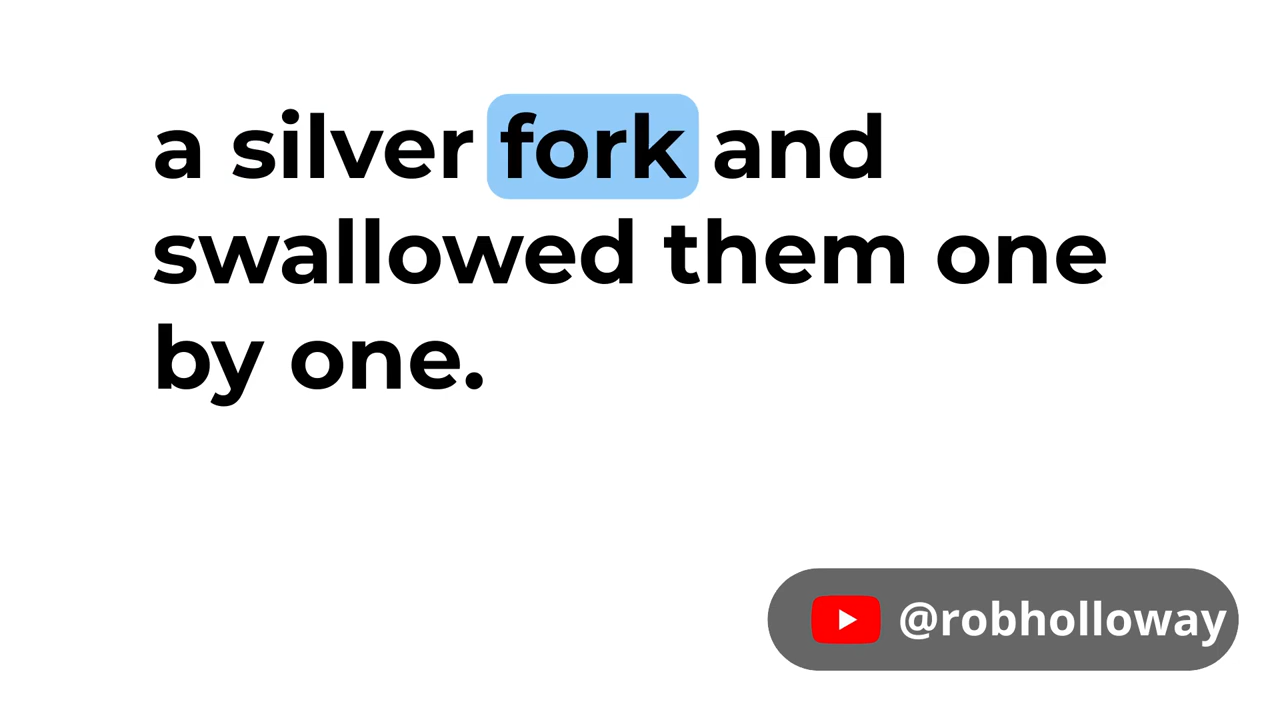 a silver fork and
swallowed them one
by one.
@robholloway